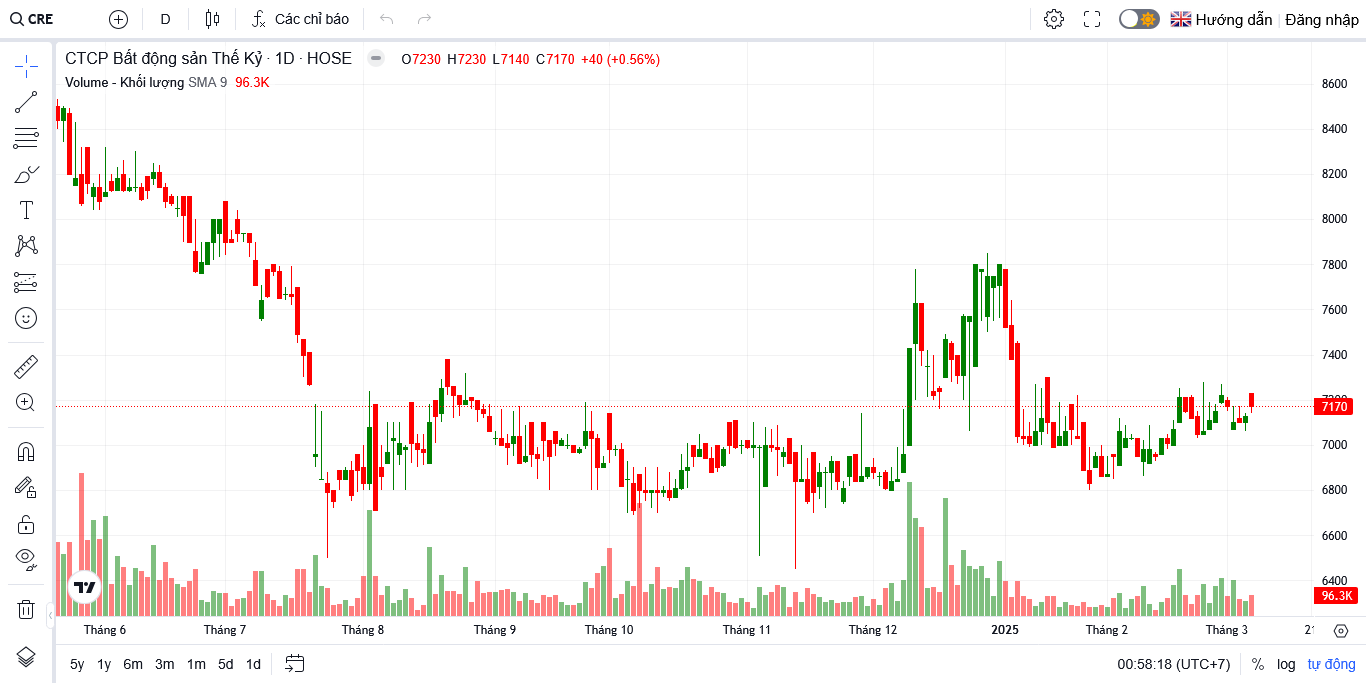 CRE D Các chỉ báo Hướng dẫn Đăng nhập
CTCP Bất động sản Thế Kỷ · 1D · HOSE O7230 H7230 L7140 C7170 +40 (+0.56%)
Volume - Khối lượng SMA 9 96.3K
8600
8400
8200
8000
7800
7600
7400
7200
7170
7000
6800
6600
6400
96.3K
Tháng 6 Tháng 7 Tháng 8 Tháng 9 Tháng 10 Tháng 11 Tháng 12 2025 Tháng 2 Tháng 3 21
5y 1y 6m 3m 1m 5d 1d 00:58:18 (UTC+7) % log tự động